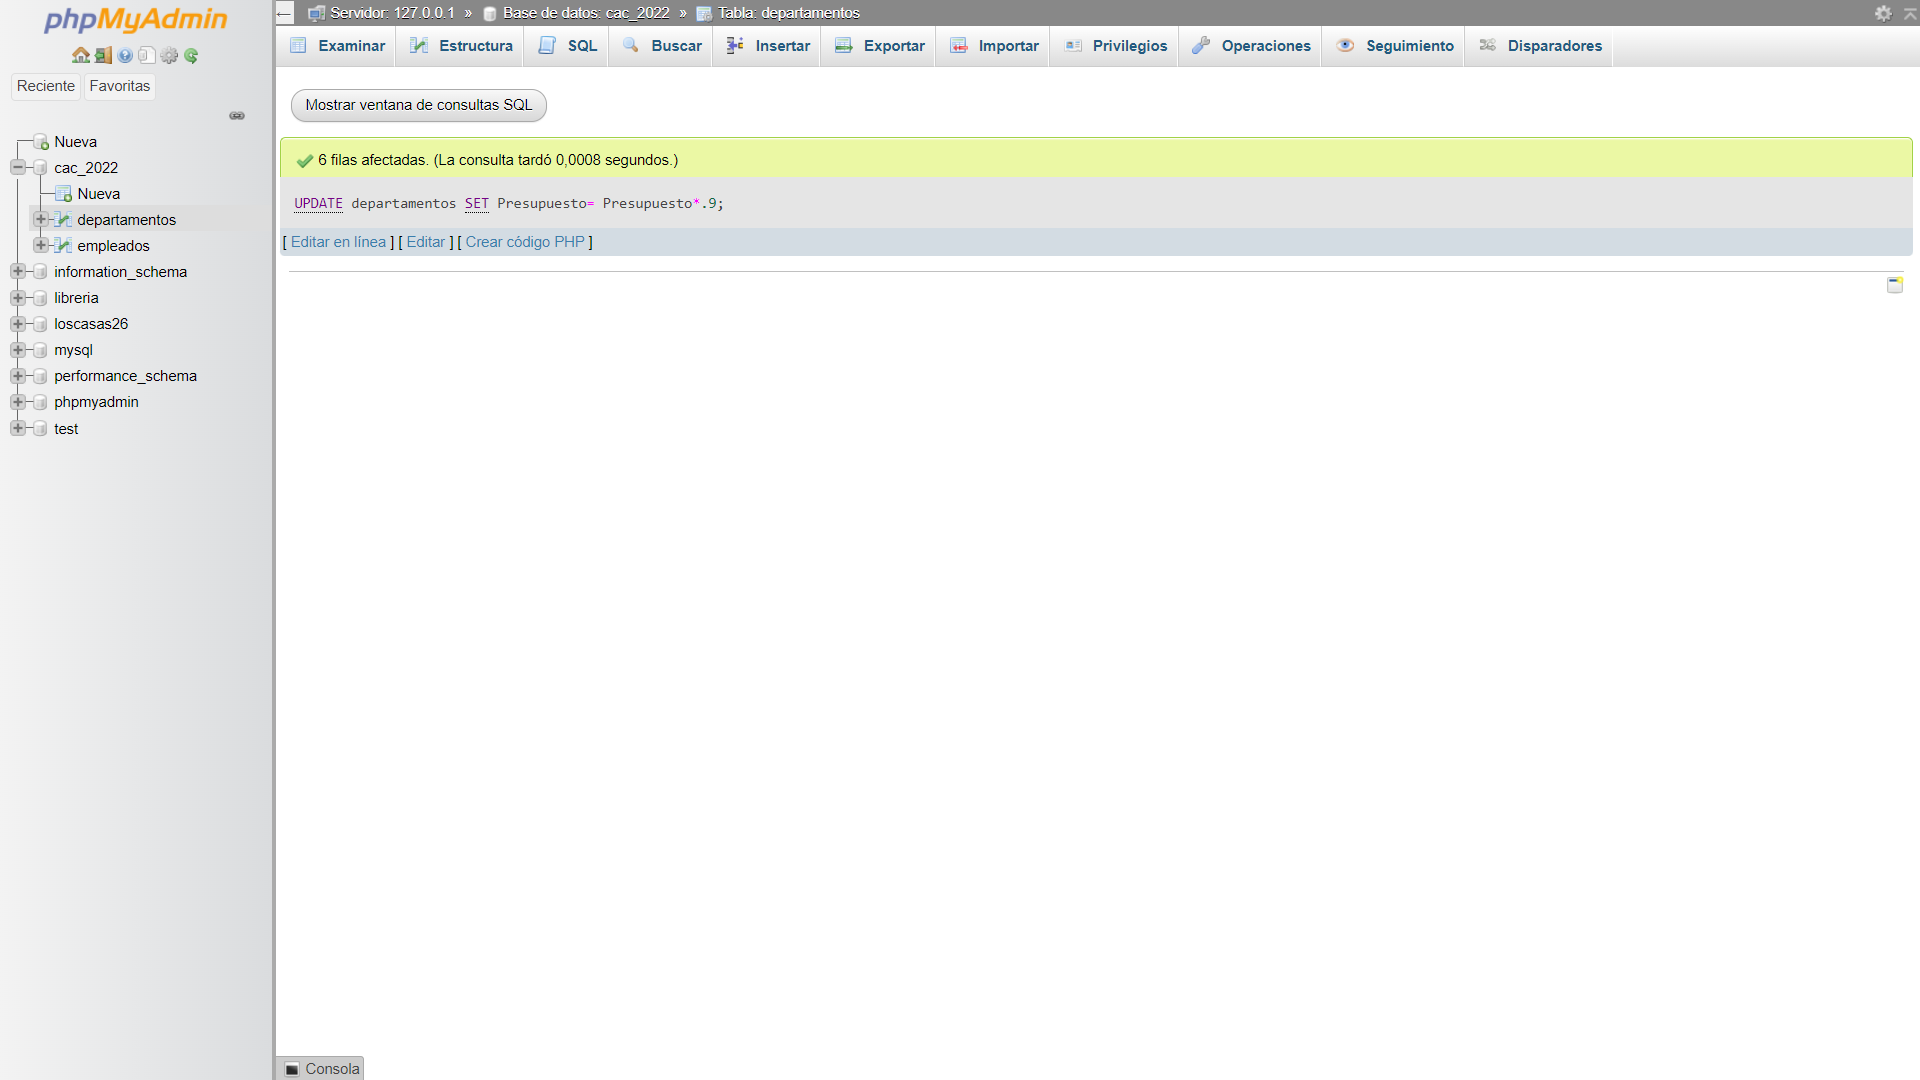 phpMyAdmin
Reciente Favoritas
Nueva
cac_2022
Nueva
departamentos
empleados
information_schema
libreria
loscasas26
mysql
performance_schema
phpmyadmin
test
Servidor: 127.0.0.1 » Base de datos: cac_2022 » Tabla: departamentos
Examinar Estructura SQL Buscar Insertar Exportar Importar Privilegios Operaciones Seguimiento Disparadores
Mostrar ventana de consultas SQL
6 filas afectadas. (La consulta tardó 0,0008 segundos.)
UPDATE departamentos SET Presupuesto= Presupuesto*.9;
[ Editar en línea ] [ Editar ] [ Crear código PHP ]
Consola